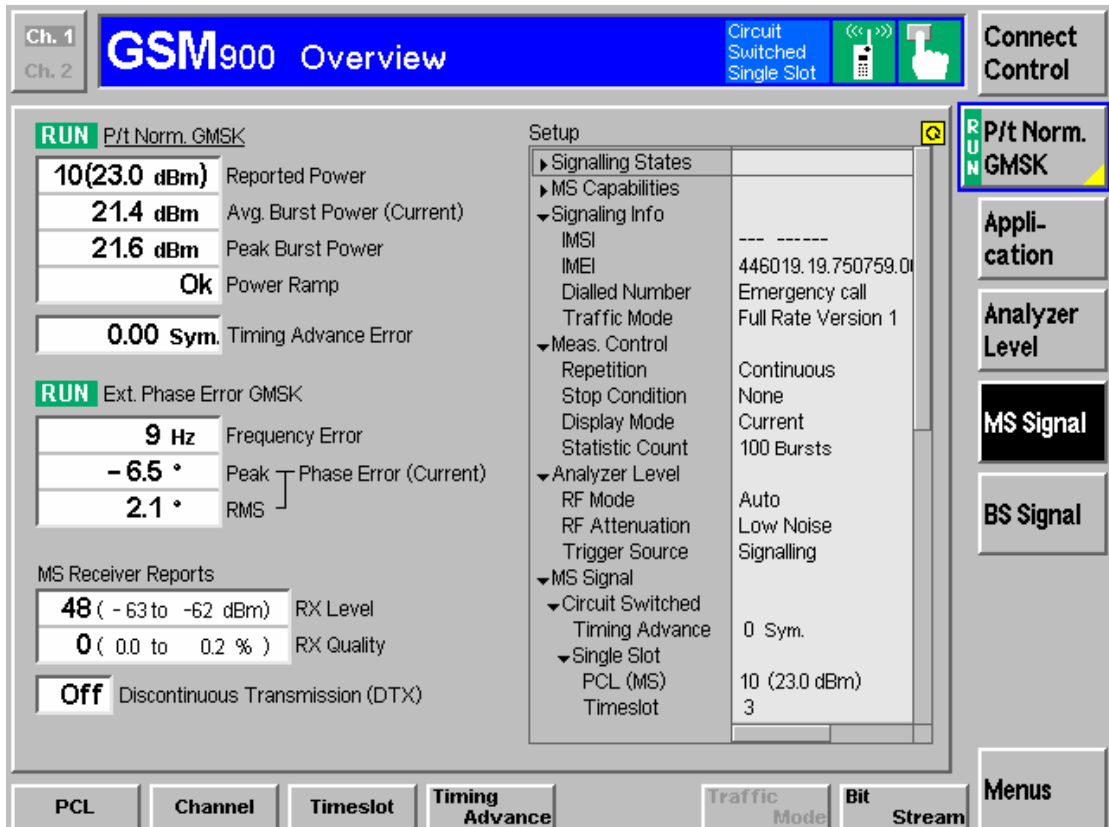 Ch. 1
Ch. 2
GSM900 Overview
Circuit
Switched
Single Slot
Connect
Control
RUN P/t Norm. GMSK
10(23.0 dBm) Reported Power
21.4 dBm Avg. Burst Power (Current)
21.6 dBm Peak Burst Power
Ok Power Ramp
0.00 Sym. Timing Advance Error
RUN Ext. Phase Error GMSK
9 Hz Frequency Error
-6.5 ° Peak Phase Error (Current)
2.1 ° RMS
MS Receiver Reports
48 ( -63 to -62 dBm) RX Level
0 ( 0.0 to 0.2 % ) RX Quality
Off Discontinuous Transmission (DTX)
Setup
Signalling States
MS Capabilities
Signaling Info
IMSI --- ------
IMEI 446019.19.750759.0
Dialled Number Emergency call
Traffic Mode Full Rate Version 1
Meas. Control
Repetition Continuous
Stop Condition None
Display Mode Current
Statistic Count 100 Bursts
Analyzer Level
RF Mode Auto
RF Attenuation Low Noise
Trigger Source Signalling
MS Signal
Circuit Switched
Timing Advance 0 Sym.
Single Slot
PCL (MS) 10 (23.0 dBm)
Timeslot 3
RUN P/t Norm.
GMSK
Appli-
cation
Analyzer
Level
MS Signal
BS Signal
Menus
PCL
Channel
Timeslot
Timing
Advance
Traffic
Mode
Bit
Stream